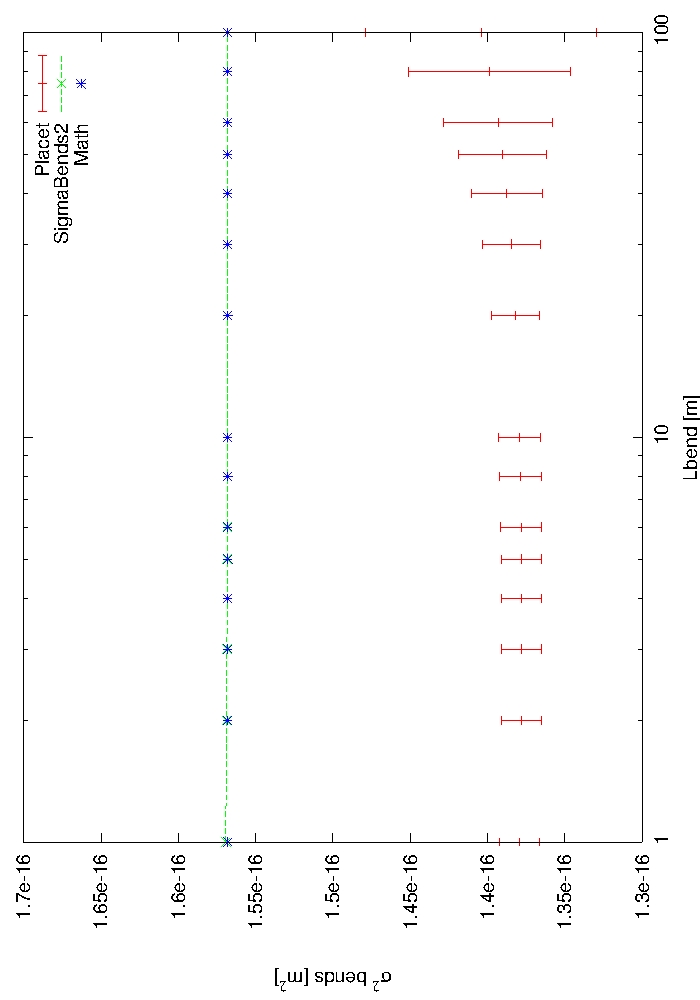 Placet
SigmaBends2
Math
1.7e-16
1.65e-16
1.6e-16
1.55e-16
1.5e-16
1.45e-16
1.4e-16
1.35e-16
1.3e-16
1
10
100
σ² bends [m²]
Lbend [m]